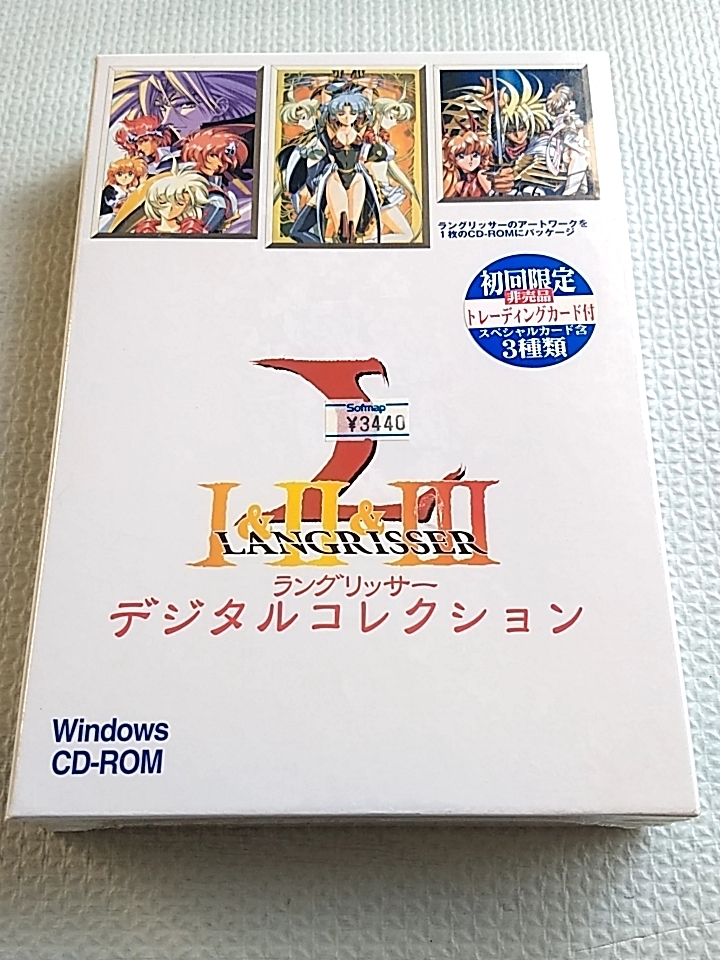 ラングリッサーのアートワークを
1枚のCD-ROMにパッケージ
初回限定
非売品
トレーディングカード付
スペシャルカード含
3種類
Sofmap
¥3440
I&II&III
LANGRISSER
ラングリッサー
デジタルコレクション
Windows
CD-ROM